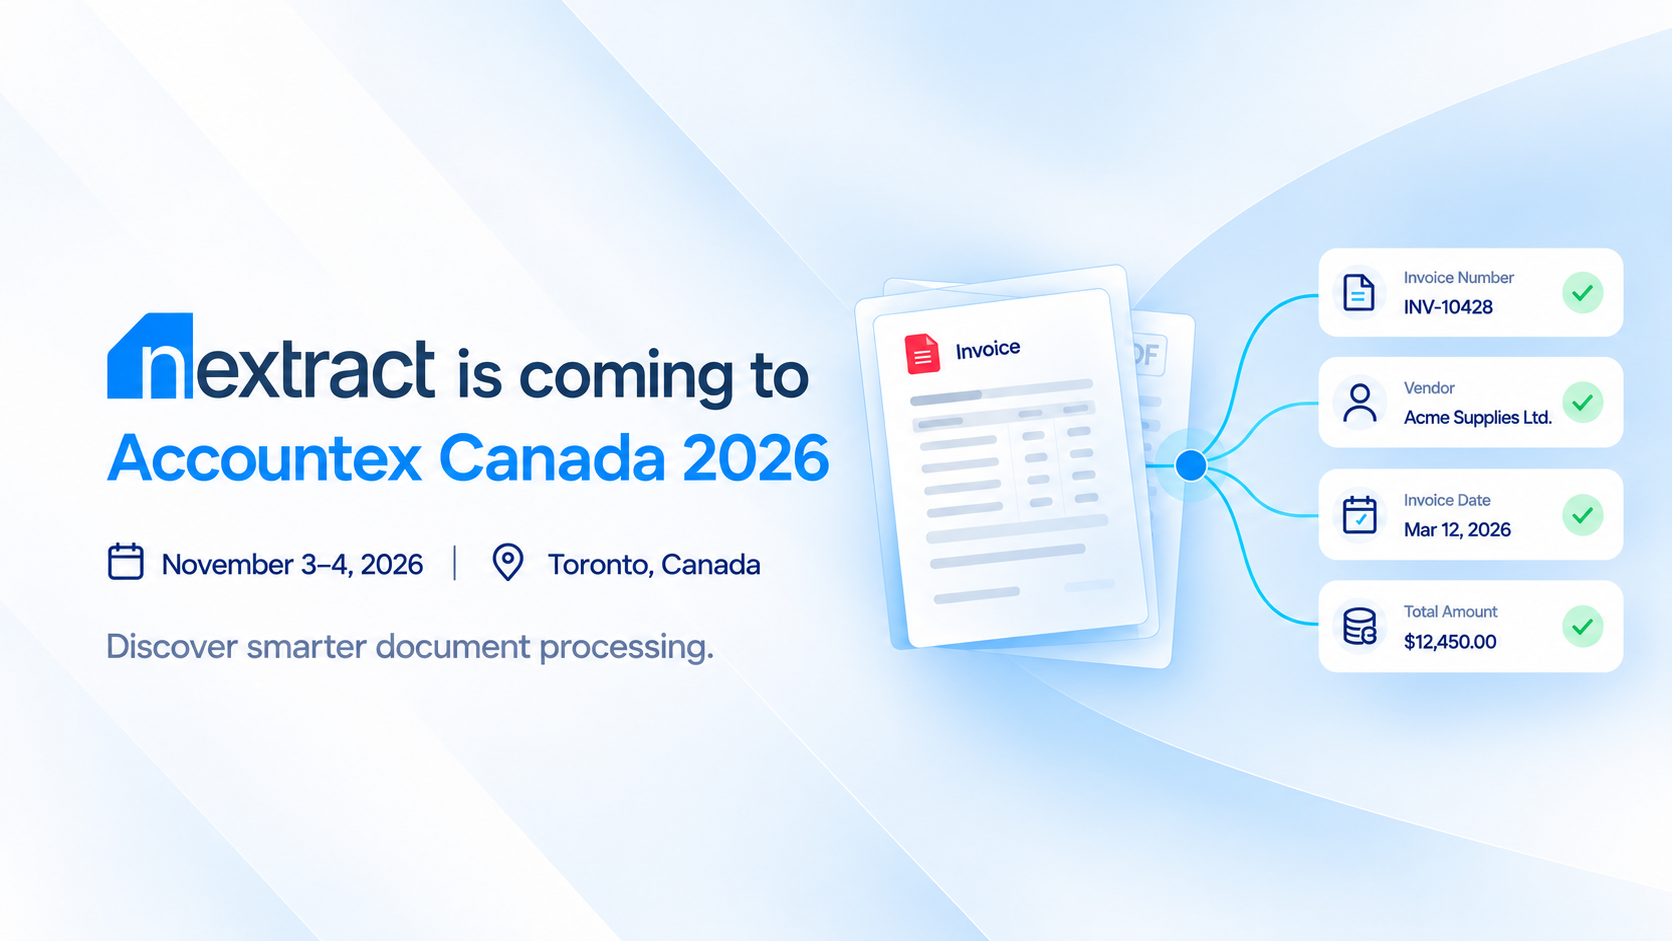 nextract is coming to
Accountex Canada 2026
November 3–4, 2026 | Toronto, Canada
Discover smarter document processing.
Invoice
Invoice Number
INV-10428
Vendor
Acme Supplies Ltd.
Invoice Date
Mar 12, 2026
Total Amount
$12,450.00